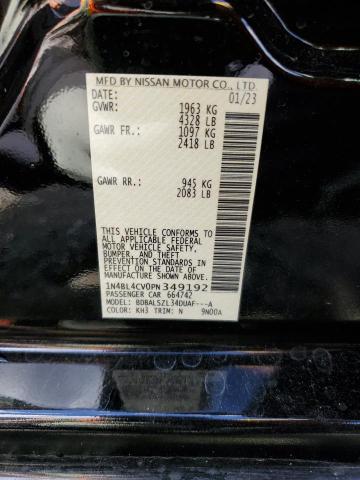 MFD BY NISSAN MOTOR CO., LTD.
DATE: 01/23
GVWR: 1963 KG
4328 LB
GAWR FR: 1097 KG
2418 LB
GAWR RR: 945 KG
2083 LB
THIS VEHICLE CONFORMS TO
ALL APPLICABLE FEDERAL
MOTOR VEHICLE SAFETY,
BUMPER, AND THEFT
PREVENTION STANDARDS IN
EFFECT ON THE DATE OF
MANUFACTURE SHOWN ABOVE.
1N4BL4CV0PN349192
PASSENGER CAR 664742
MODEL: BDBALSZL34DUAF---A
COLOR: KH3 TRIM: N 9N00A